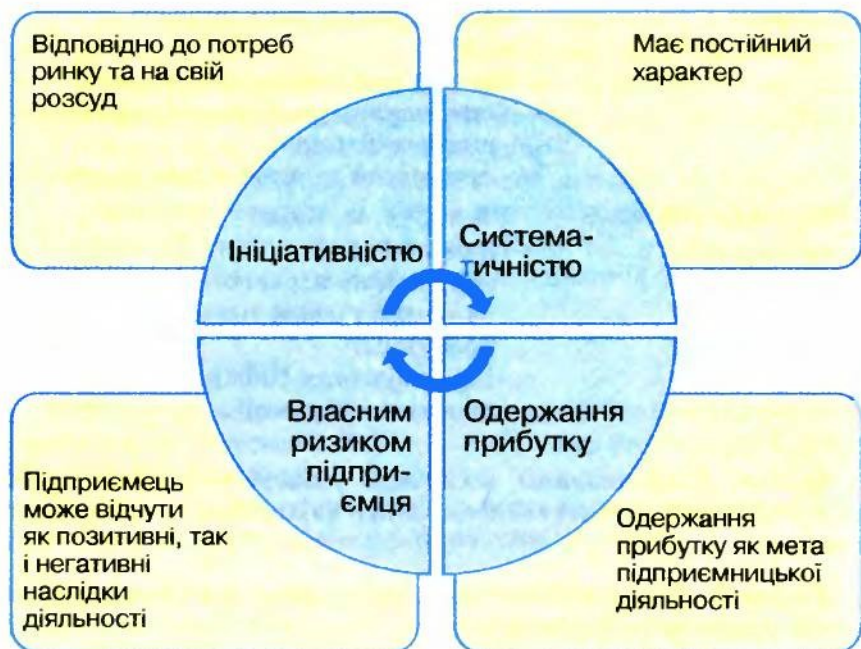 Відповідно до потреб
ринку та на свій
розсуд
Має постійний
характер
Ініціативністю
Система-
тичністю
Власним
ризиком
підпри-
ємця
Одержання
прибутку
Підприємець
може відчути
як позитивні, так
і негативні
наслідки
діяльності
Одержання
прибутку як мета
підприємницької
діяльності